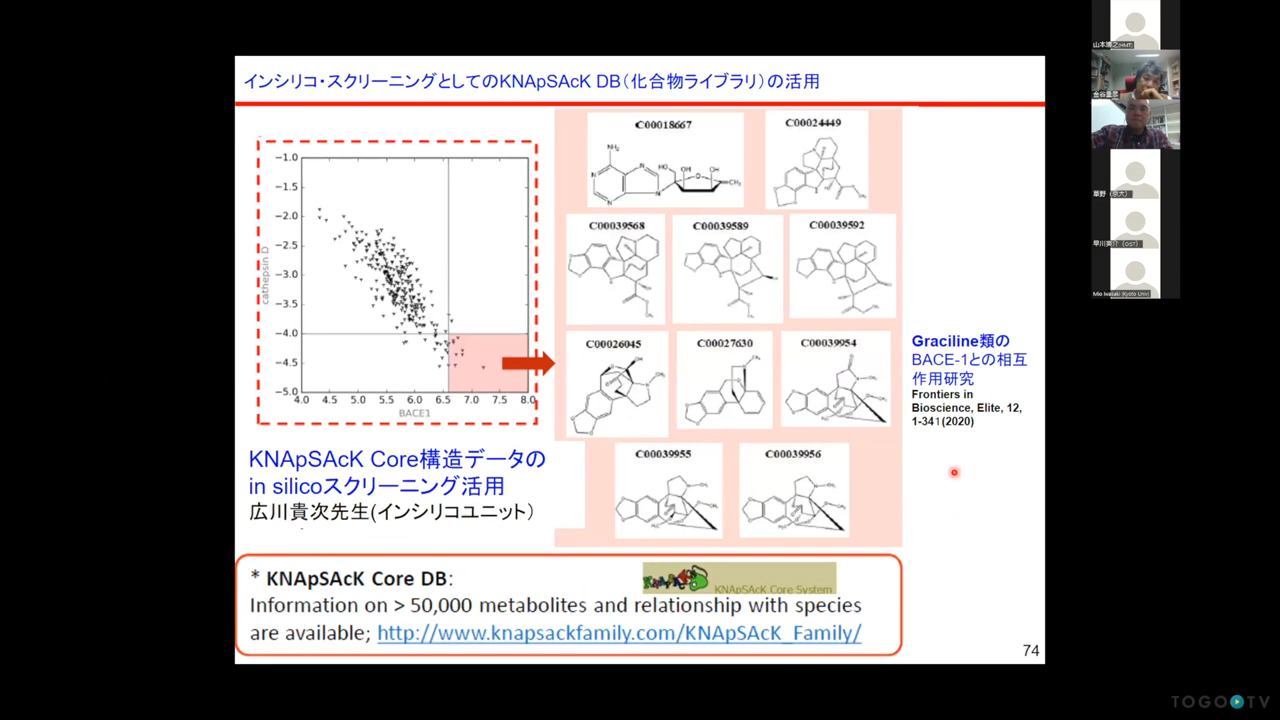 インシリコ・スクリーニングとしてのKNApSAcK DB（化合物ライブラリ）の活用
−1.0
−1.5
−2.0
−2.5
−3.0
−3.5
−4.0
−4.5
−5.0
cathepsin D
4.0 4.5 5.0 5.5 6.0 6.5 7.0 7.5 8.0
BACE1
C00018667
C00024449
C00039568
C00039589
C00039592
C00026045
C00027630
C00039954
C00039955
C00039956
Graciline類の
BACE-1との相互
作用研究
Frontiers in
Bioscience, Elite, 12,
1-341(2020)
KNApSAcK Core構造データの
in silicoスクリーニング活用
広川貴次先生(インシリコユニット）
* KNApSAcK Core DB:
KNApSAcK Core System
Information on > 50,000 metabolites and relationship with species
are available; http://www.knapsackfamily.com/KNApSAcK_Family/
74
Mio Iwataki (Kyoto Univ)
TOGO TV